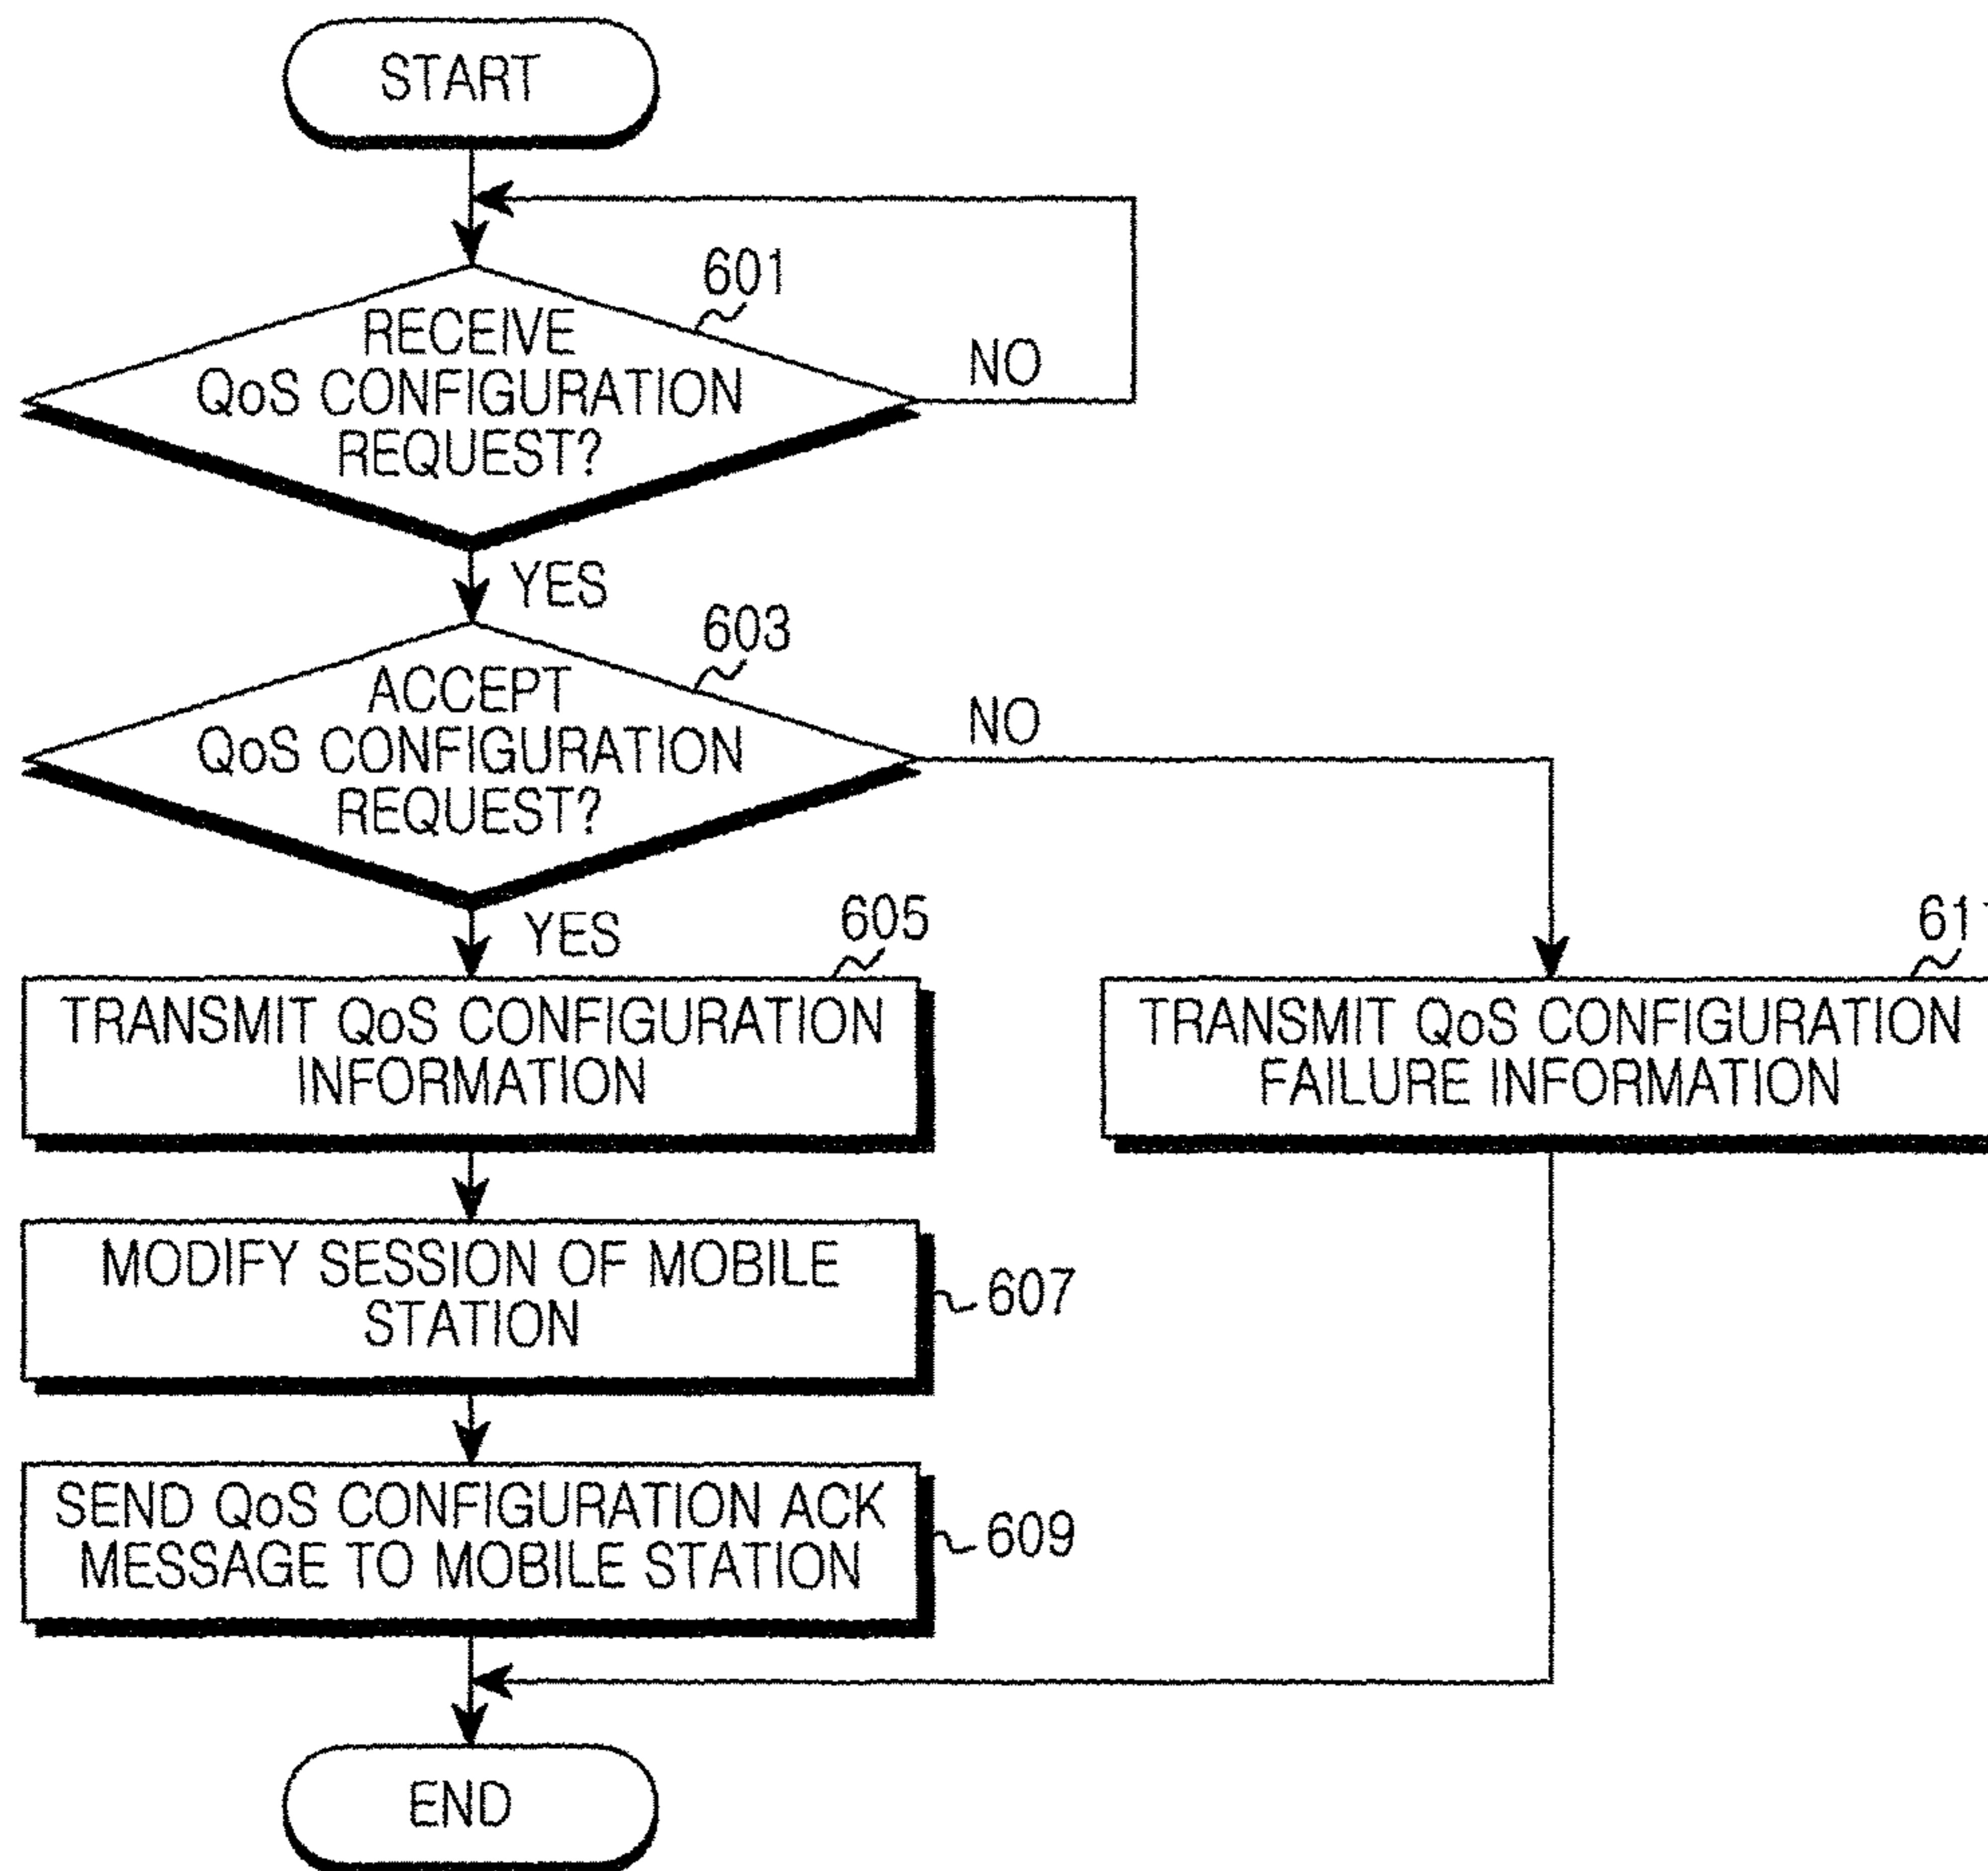 START
601
RECEIVE
QoS CONFIGURATION
REQUEST?
NO
YES
603
ACCEPT
QoS CONFIGURATION
REQUEST?
NO
YES
605
TRANSMIT QoS CONFIGURATION
INFORMATION
TRANSMIT QoS CONFIGURATION
FAILURE INFORMATION
MODIFY SESSION OF MOBILE
STATION
607
SEND QoS CONFIGURATION ACK
MESSAGE TO MOBILE STATION
609
END